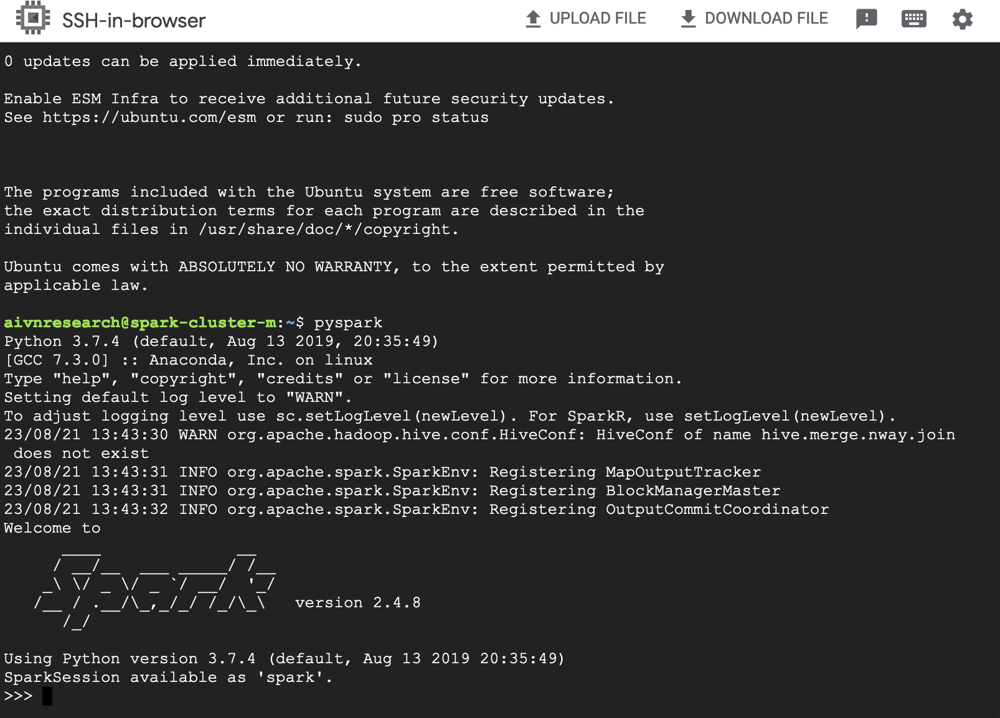 SSH-in-browser
UPLOAD FILE
DOWNLOAD FILE
0 updates can be applied immediately.
Enable ESM Infra to receive additional future security updates.
See https://ubuntu.com/esm or run: sudo pro status
The programs included with the Ubuntu system are free software;
the exact distribution terms for each program are described in the
individual files in /usr/share/doc/*/copyright.
Ubuntu comes with ABSOLUTELY NO WARRANTY, to the extent permitted by
applicable law.
aivnresearch@spark-cluster-m:~$ pyspark
Python 3.7.4 (default, Aug 13 2019, 20:35:49)
[GCC 7.3.0] :: Anaconda, Inc. on linux
Type "help", "copyright", "credits" or "license" for more information.
Setting default log level to "WARN".
To adjust logging level use sc.setLogLevel(newLevel). For SparkR, use setLogLevel(newLevel).
23/08/21 13:43:30 WARN org.apache.hadoop.hive.conf.HiveConf: HiveConf of name hive.merge.nway.join
 does not exist
23/08/21 13:43:31 INFO org.apache.spark.SparkEnv: Registering MapOutputTracker
23/08/21 13:43:31 INFO org.apache.spark.SparkEnv: Registering BlockManagerMaster
23/08/21 13:43:32 INFO org.apache.spark.SparkEnv: Registering OutputCommitCoordinator
Welcome to
      ____              __
     / __/__  ___ _____/ /__
    _\ \/ _ \/ _ `/ __/  '_/
   /__ / .__/\_,_/_/ /_/\_\   version 2.4.8
      /_/
Using Python version 3.7.4 (default, Aug 13 2019 20:35:49)
SparkSession available as 'spark'.
>>>